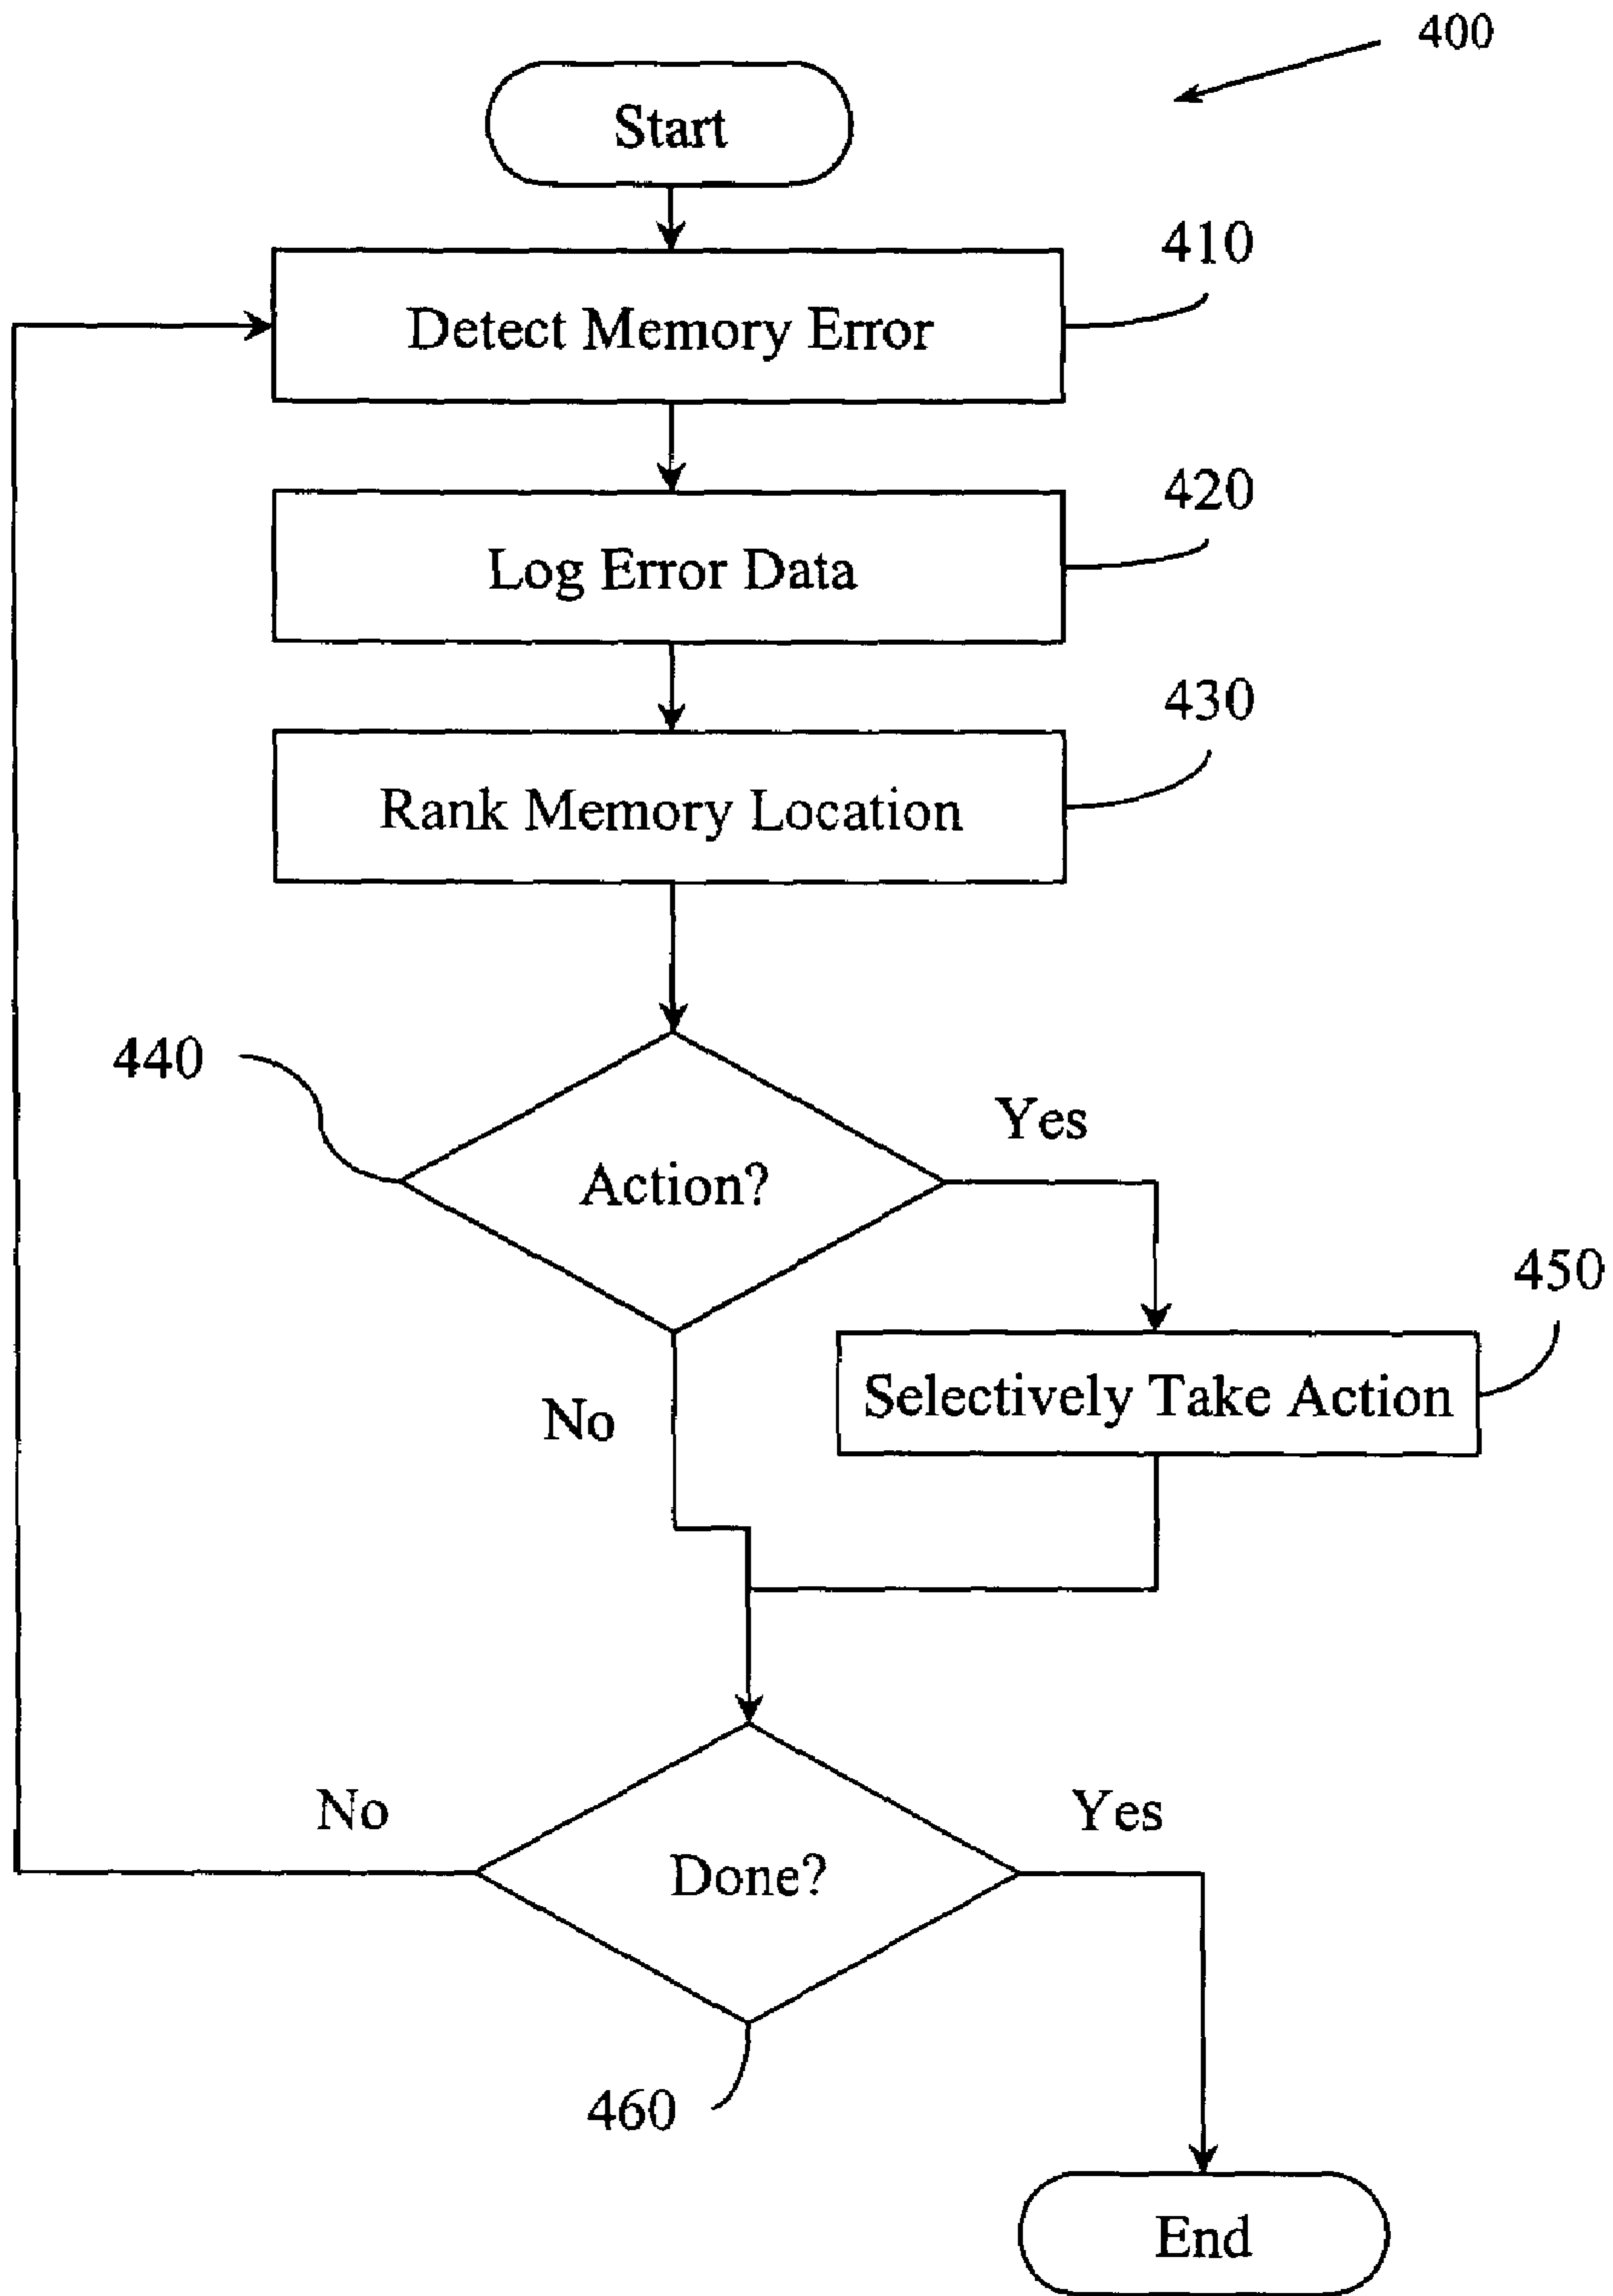 400
Start
410
Detect Memory Error
420
Log Error Data
430
Rank Memory Location
440
Yes
Action?
450
Selectively Take Action
No
No
Yes
Done?
460
End